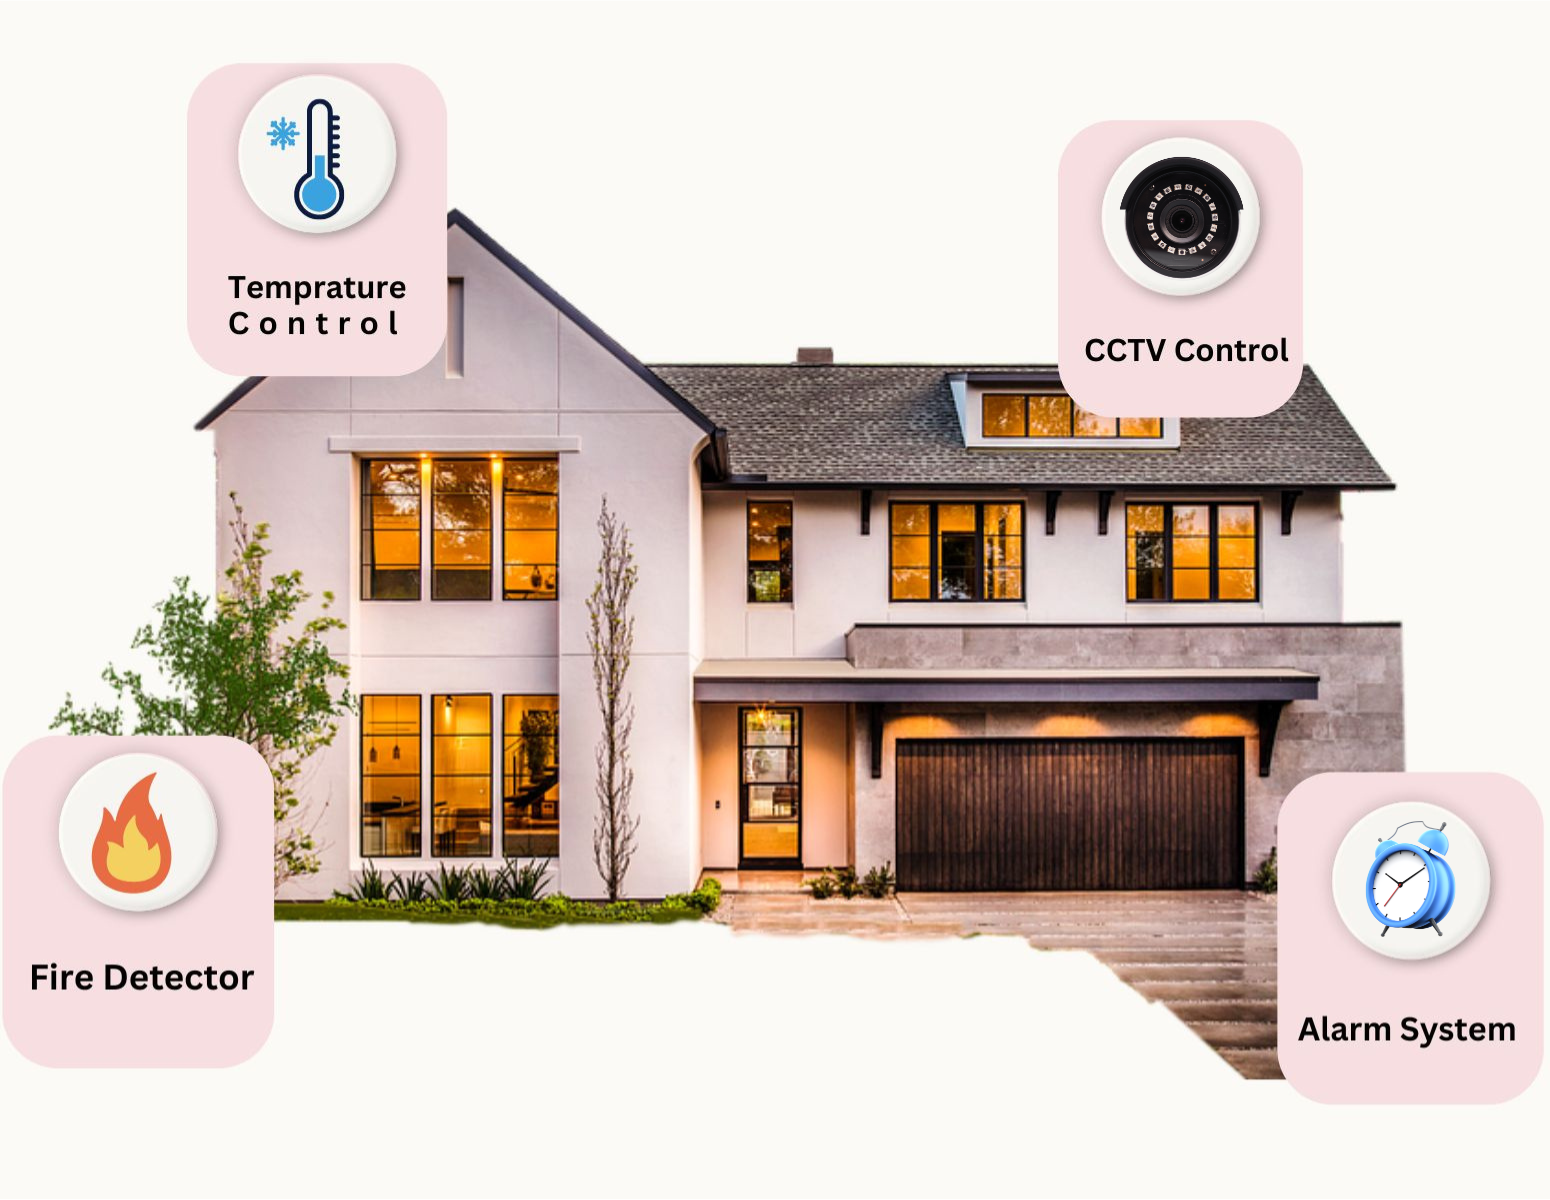 Temprature
Control
CCTV Control
Fire Detector
Alarm System